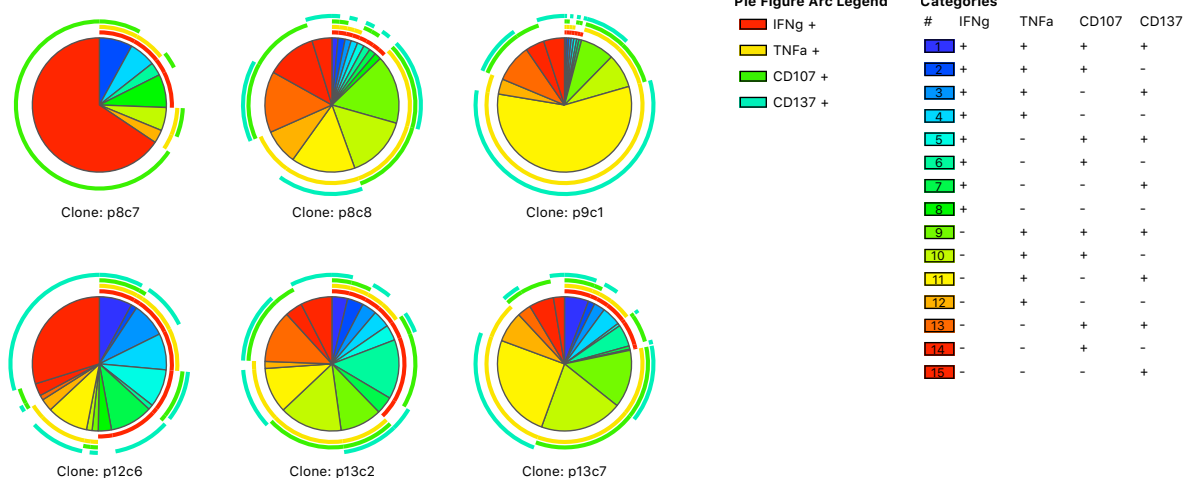 Pie Figure Arc Legend
IFNg +
TNFa +
CD107 +
CD137 +
Categories
# IFNg TNFa CD107 CD137
1 + + + +
2 + + + -
3 + + - +
4 + + - -
5 + - + +
6 + - + -
7 + - - +
8 + - - -
9 - + + +
10 - + + -
11 - + - +
12 - + - -
13 - - + +
14 - - + -
15 - - - +
Clone: p8c7
Clone: p8c8
Clone: p9c1
Clone: p12c6
Clone: p13c2
Clone: p13c7